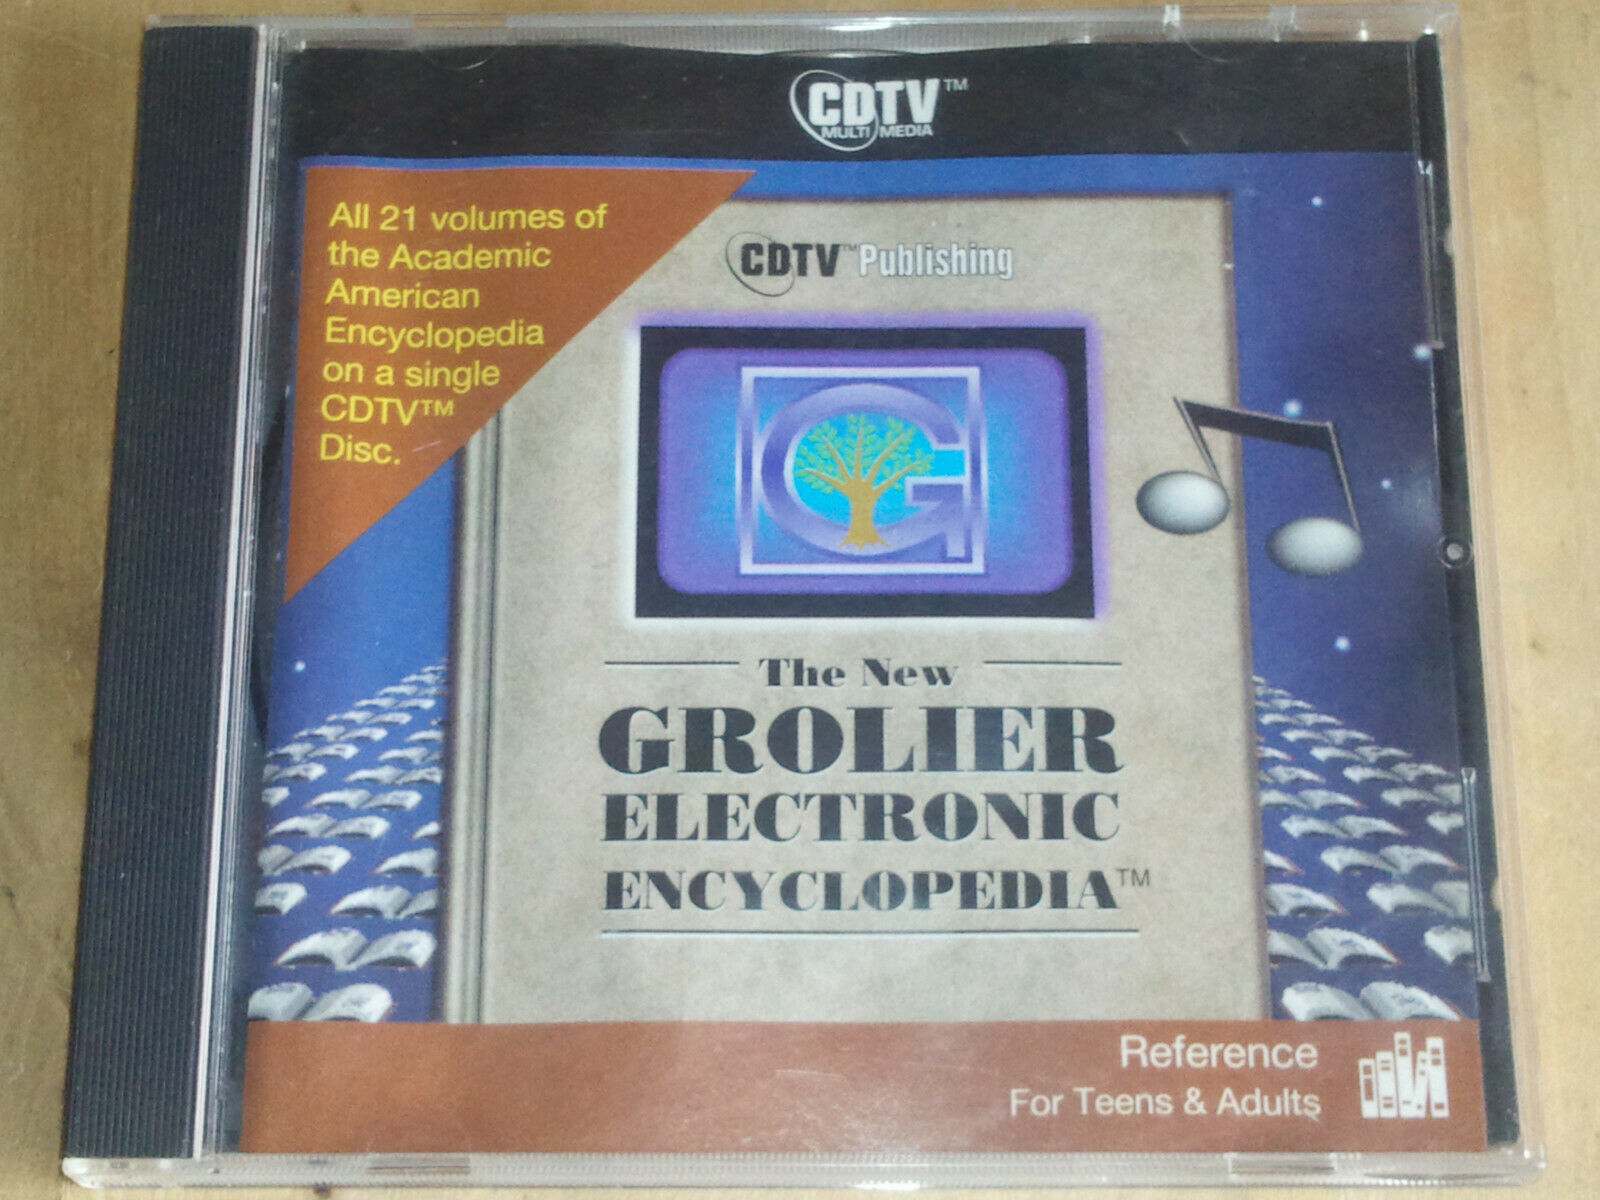 CDTV™
MULTI MEDIA
All 21 volumes of
the Academic
American
Encyclopedia
on a single
CDTV™
Disc.
CDTV™ Publishing
G
The New
GROLIER
ELECTRONIC
ENCYCLOPEDIA™
Reference
For Teens & Adults